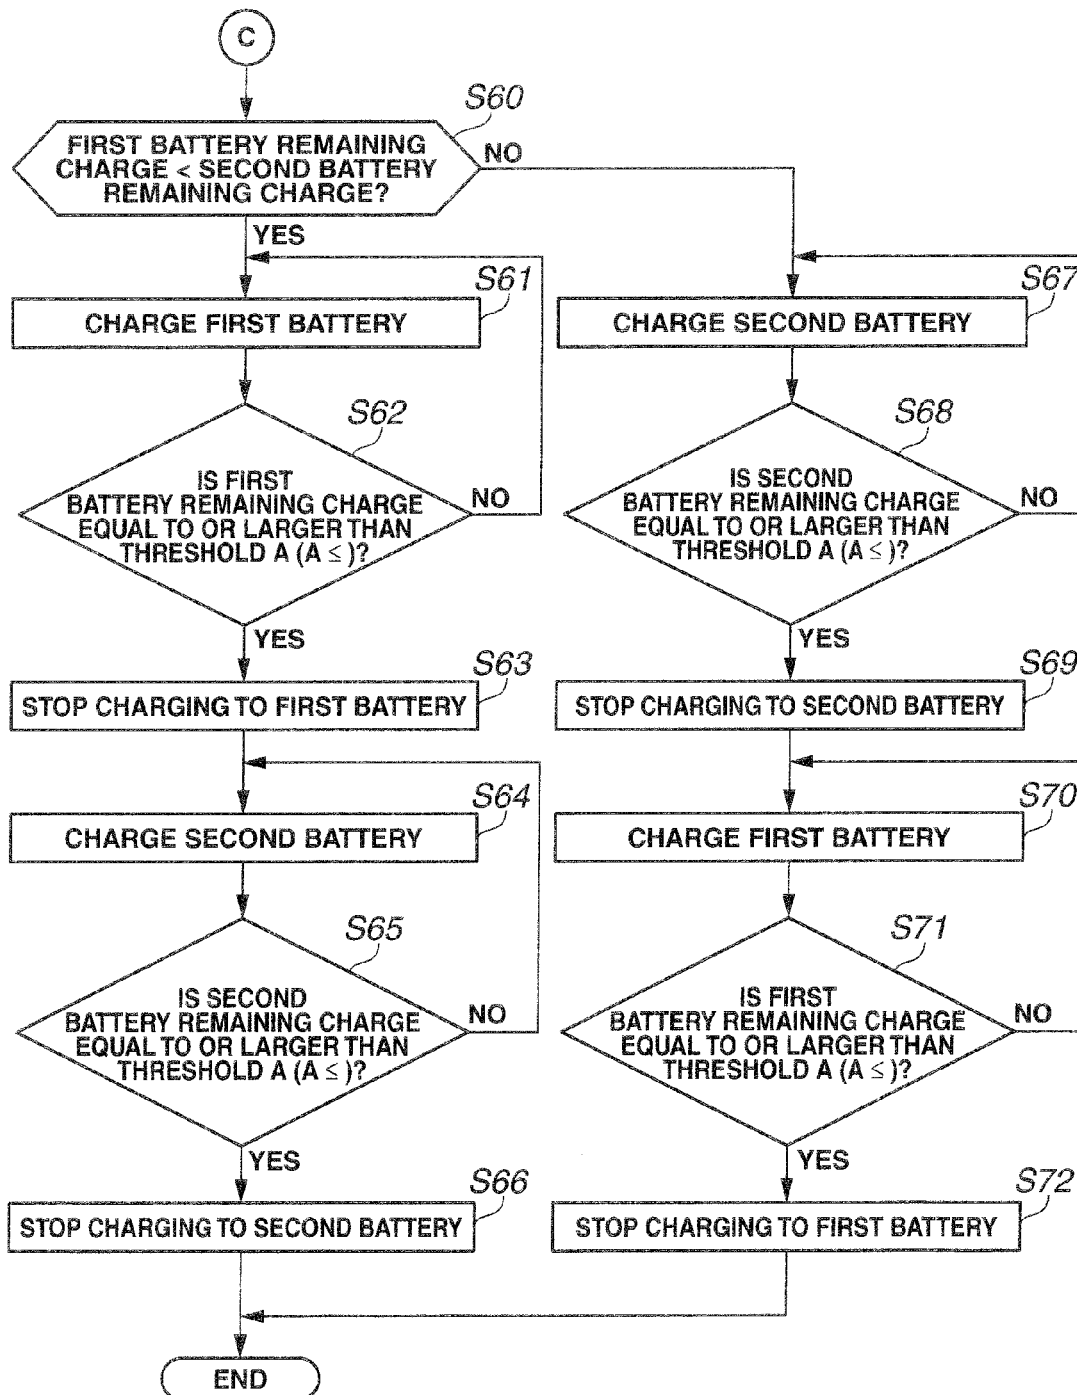 C
S60
FIRST BATTERY REMAINING
CHARGE < SECOND BATTERY
REMAINING CHARGE?
NO
YES
S61
CHARGE FIRST BATTERY
S62
IS FIRST
BATTERY REMAINING CHARGE
EQUAL TO OR LARGER THAN
THRESHOLD A (A ≤ )?
NO
YES
S63
STOP CHARGING TO FIRST BATTERY
S64
CHARGE SECOND BATTERY
S65
IS SECOND
BATTERY REMAINING CHARGE
EQUAL TO OR LARGER THAN
THRESHOLD A (A ≤ )?
NO
YES
S66
STOP CHARGING TO SECOND BATTERY
S67
CHARGE SECOND BATTERY
S68
IS SECOND
BATTERY REMAINING CHARGE
EQUAL TO OR LARGER THAN
THRESHOLD A (A ≤ )?
NO
YES
S69
STOP CHARGING TO SECOND BATTERY
S70
CHARGE FIRST BATTERY
S71
IS FIRST
BATTERY REMAINING CHARGE
EQUAL TO OR LARGER THAN
THRESHOLD A (A ≤ )?
NO
YES
S72
STOP CHARGING TO FIRST BATTERY
END